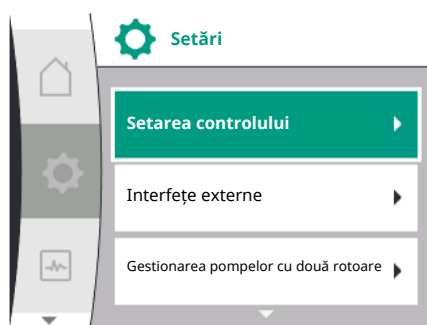 Setări
Setarea controlului
Interfețe externe
Gestionarea pompelor cu două rotoare